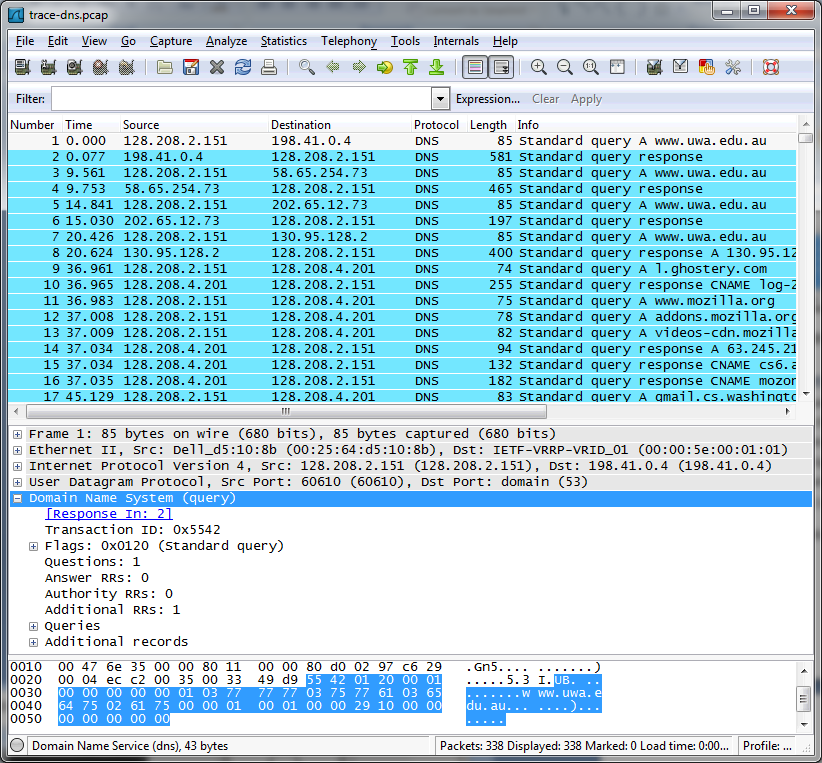 trace-dns.pcap
File Edit View Go Capture Analyze Statistics Telephony Tools Internals Help
Filter: Expression... Clear Apply
Number Time Source Destination Protocol Length Info
1 0.000 128.208.2.151 198.41.0.4 DNS 85 Standard query A www.uwa.edu.au
2 0.077 198.41.0.4 128.208.2.151 DNS 581 Standard query response
3 9.561 128.208.2.151 58.65.254.73 DNS 85 Standard query A www.uwa.edu.au
4 9.753 58.65.254.73 128.208.2.151 DNS 465 Standard query response
5 14.841 128.208.2.151 202.65.12.73 DNS 85 Standard query A www.uwa.edu.au
6 15.030 202.65.12.73 128.208.2.151 DNS 197 Standard query response
7 20.426 128.208.2.151 130.95.128.2 DNS 85 Standard query A www.uwa.edu.au
8 20.624 130.95.128.2 128.208.2.151 DNS 400 Standard query response A 130.95.12
9 36.961 128.208.2.151 128.208.4.201 DNS 74 Standard query A l.ghostery.com
10 36.965 128.208.4.201 128.208.2.151 DNS 255 Standard query response CNAME log-2
11 36.983 128.208.2.151 128.208.4.201 DNS 75 Standard query A www.mozilla.org
12 37.008 128.208.2.151 128.208.4.201 DNS 78 Standard query A addons.mozilla.org
13 37.009 128.208.2.151 128.208.4.201 DNS 82 Standard query A videos-cdn.mozilla
14 37.034 128.208.4.201 128.208.2.151 DNS 94 Standard query response A 63.245.21
15 37.034 128.208.4.201 128.208.2.151 DNS 132 Standard query response CNAME cs6.a
16 37.035 128.208.4.201 128.208.2.151 DNS 182 Standard query response CNAME mozon
17 45.129 128.208.2.151 128.208.4.201 DNS 83 Standard query A gmail.cs.washingto
Frame 1: 85 bytes on wire (680 bits), 85 bytes captured (680 bits)
Ethernet II, Src: Dell_d5:10:8b (00:25:64:d5:10:8b), Dst: IETF-VRRP-VRID_01 (00:00:5e:00:01:01)
Internet Protocol Version 4, Src: 128.208.2.151 (128.208.2.151), Dst: 198.41.0.4 (198.41.0.4)
User Datagram Protocol, Src Port: 60610 (60610), Dst Port: domain (53)
Domain Name System (query)
[Response In: 2]
Transaction ID: 0x5542
Flags: 0x0120 (Standard query)
Questions: 1
Answer RRs: 0
Authority RRs: 0
Additional RRs: 1
Queries
Additional records
0010 00 47 6e 35 00 00 80 11 00 00 80 d0 02 97 c6 29 .Gn5.... .......)
0020 00 04 ec c2 00 35 00 33 49 d9 55 42 01 20 00 01 .....5.3 I.UB. ..
0030 00 00 00 00 00 01 03 77 77 77 03 75 77 61 03 65 .......w ww.uwa.e
0040 64 75 02 61 75 00 00 01 00 01 00 00 29 10 00 00 du.au... ....)...
0050 00 00 00 00 00 .....
Domain Name Service (dns), 43 bytes Packets: 338 Displayed: 338 Marked: 0 Load time: 0:00... Profile: ...